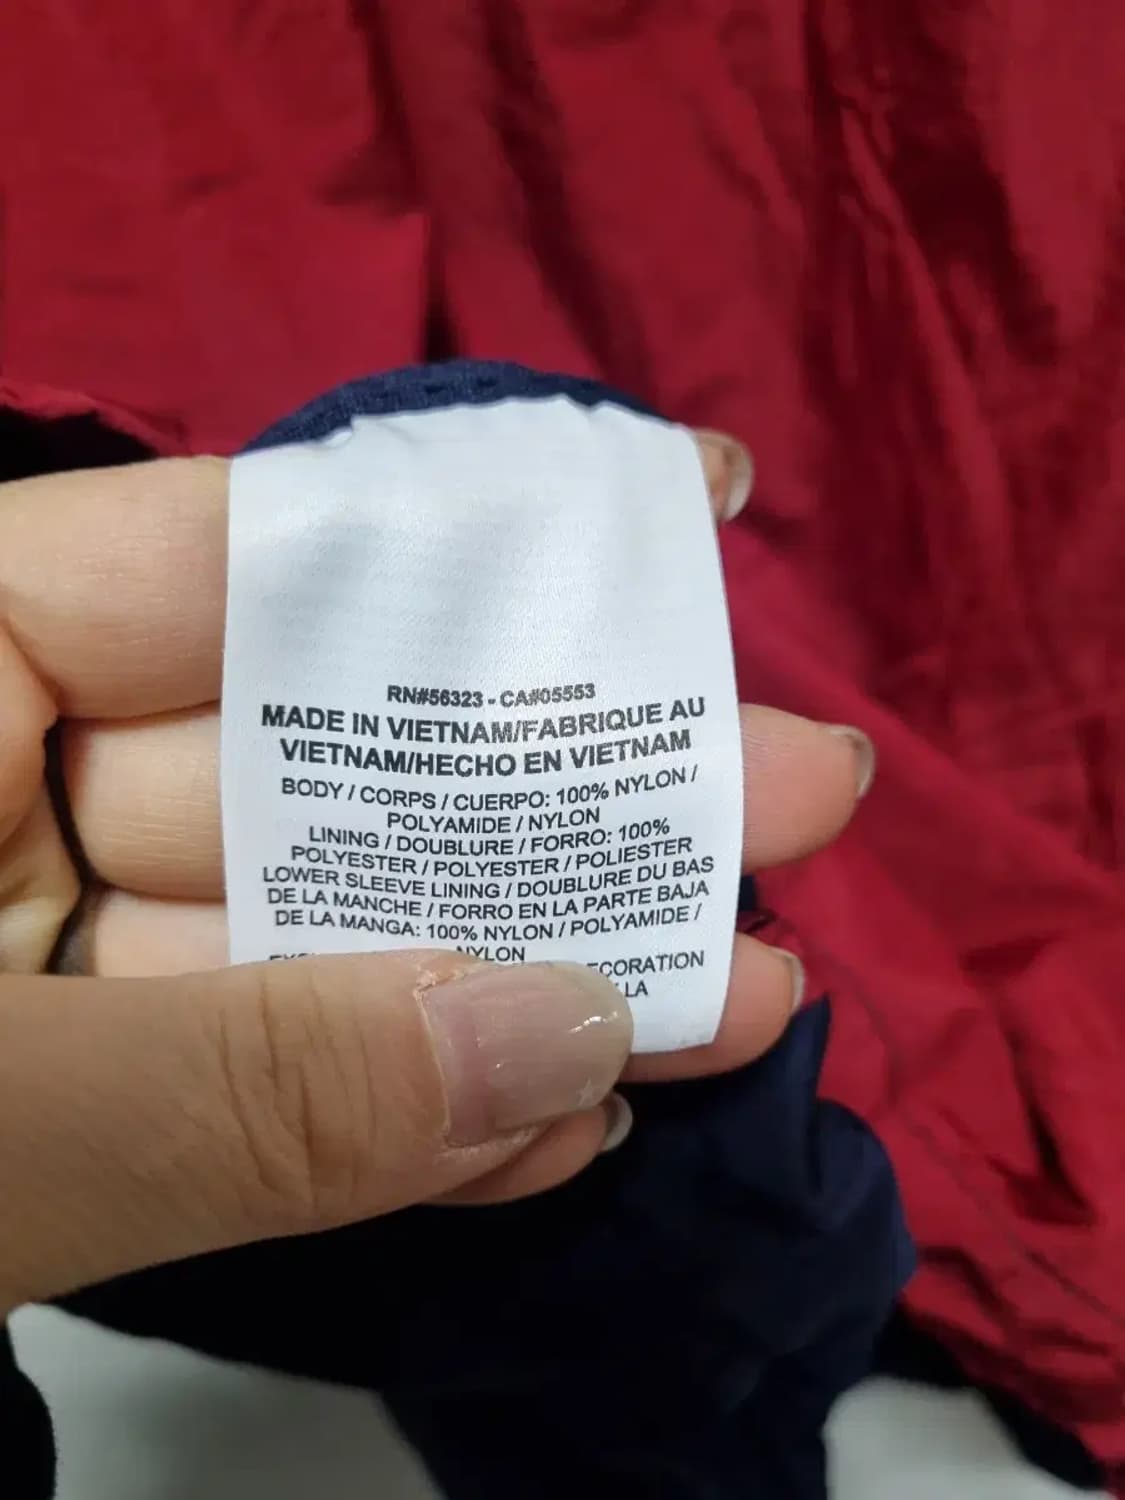 RN#56323 - CA#05553
MADE IN VIETNAM/FABRIQUE AU
VIETNAM/HECHO EN VIETNAM
BODY / CORPS / CUERPO: 100% NYLON /
POLYAMIDE / NYLON
LINING / DOUBLURE / FORRO: 100%
POLYESTER / POLYESTER / POLIESTER
LOWER SLEEVE LINING / DOUBLURE DU BAS
DE LA MANCHE / FORRO EN LA PARTE BAJA
DE LA MANGA: 100% NYLON / POLYAMIDE /
NYLON
LA